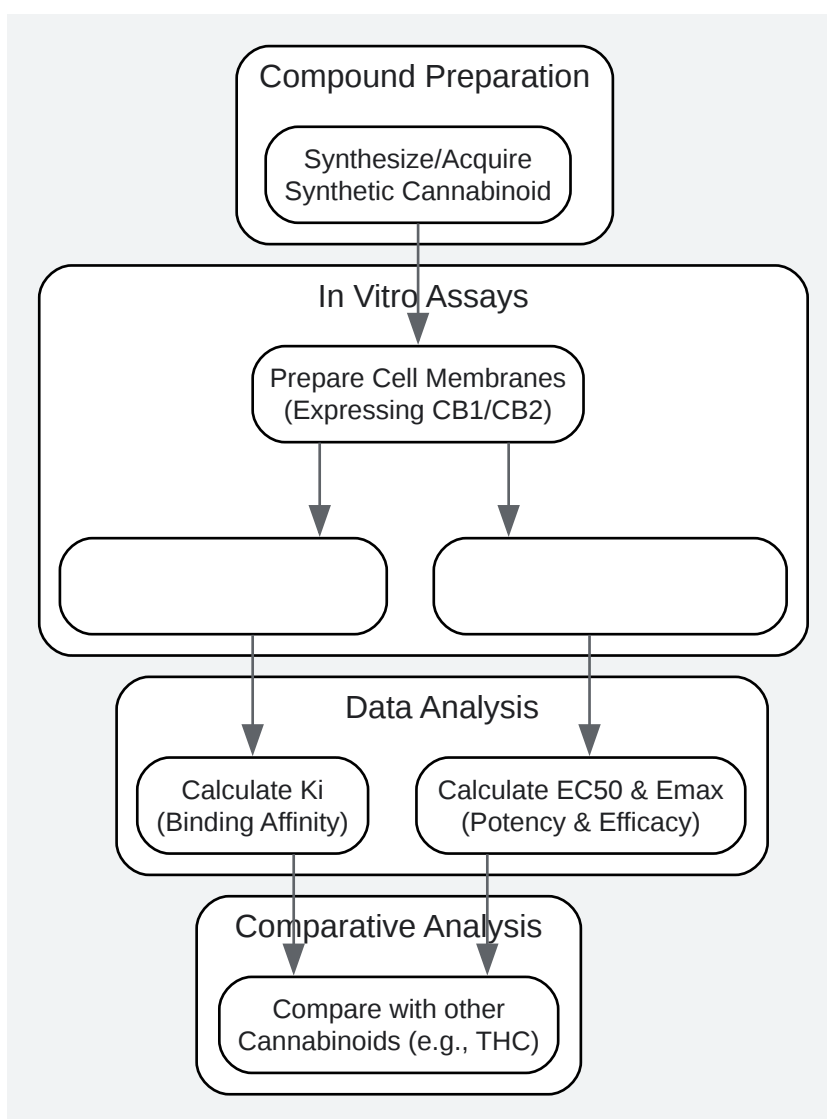 Compound Preparation
Synthesize/Acquire
Synthetic Cannabinoid
In Vitro Assays
Prepare Cell Membranes
(Expressing CB1/CB2)
Data Analysis
Calculate Ki
(Binding Affinity)
Calculate EC50 & Emax
(Potency & Efficacy)
Comparative Analysis
Compare with other
Cannabinoids (e.g., THC)